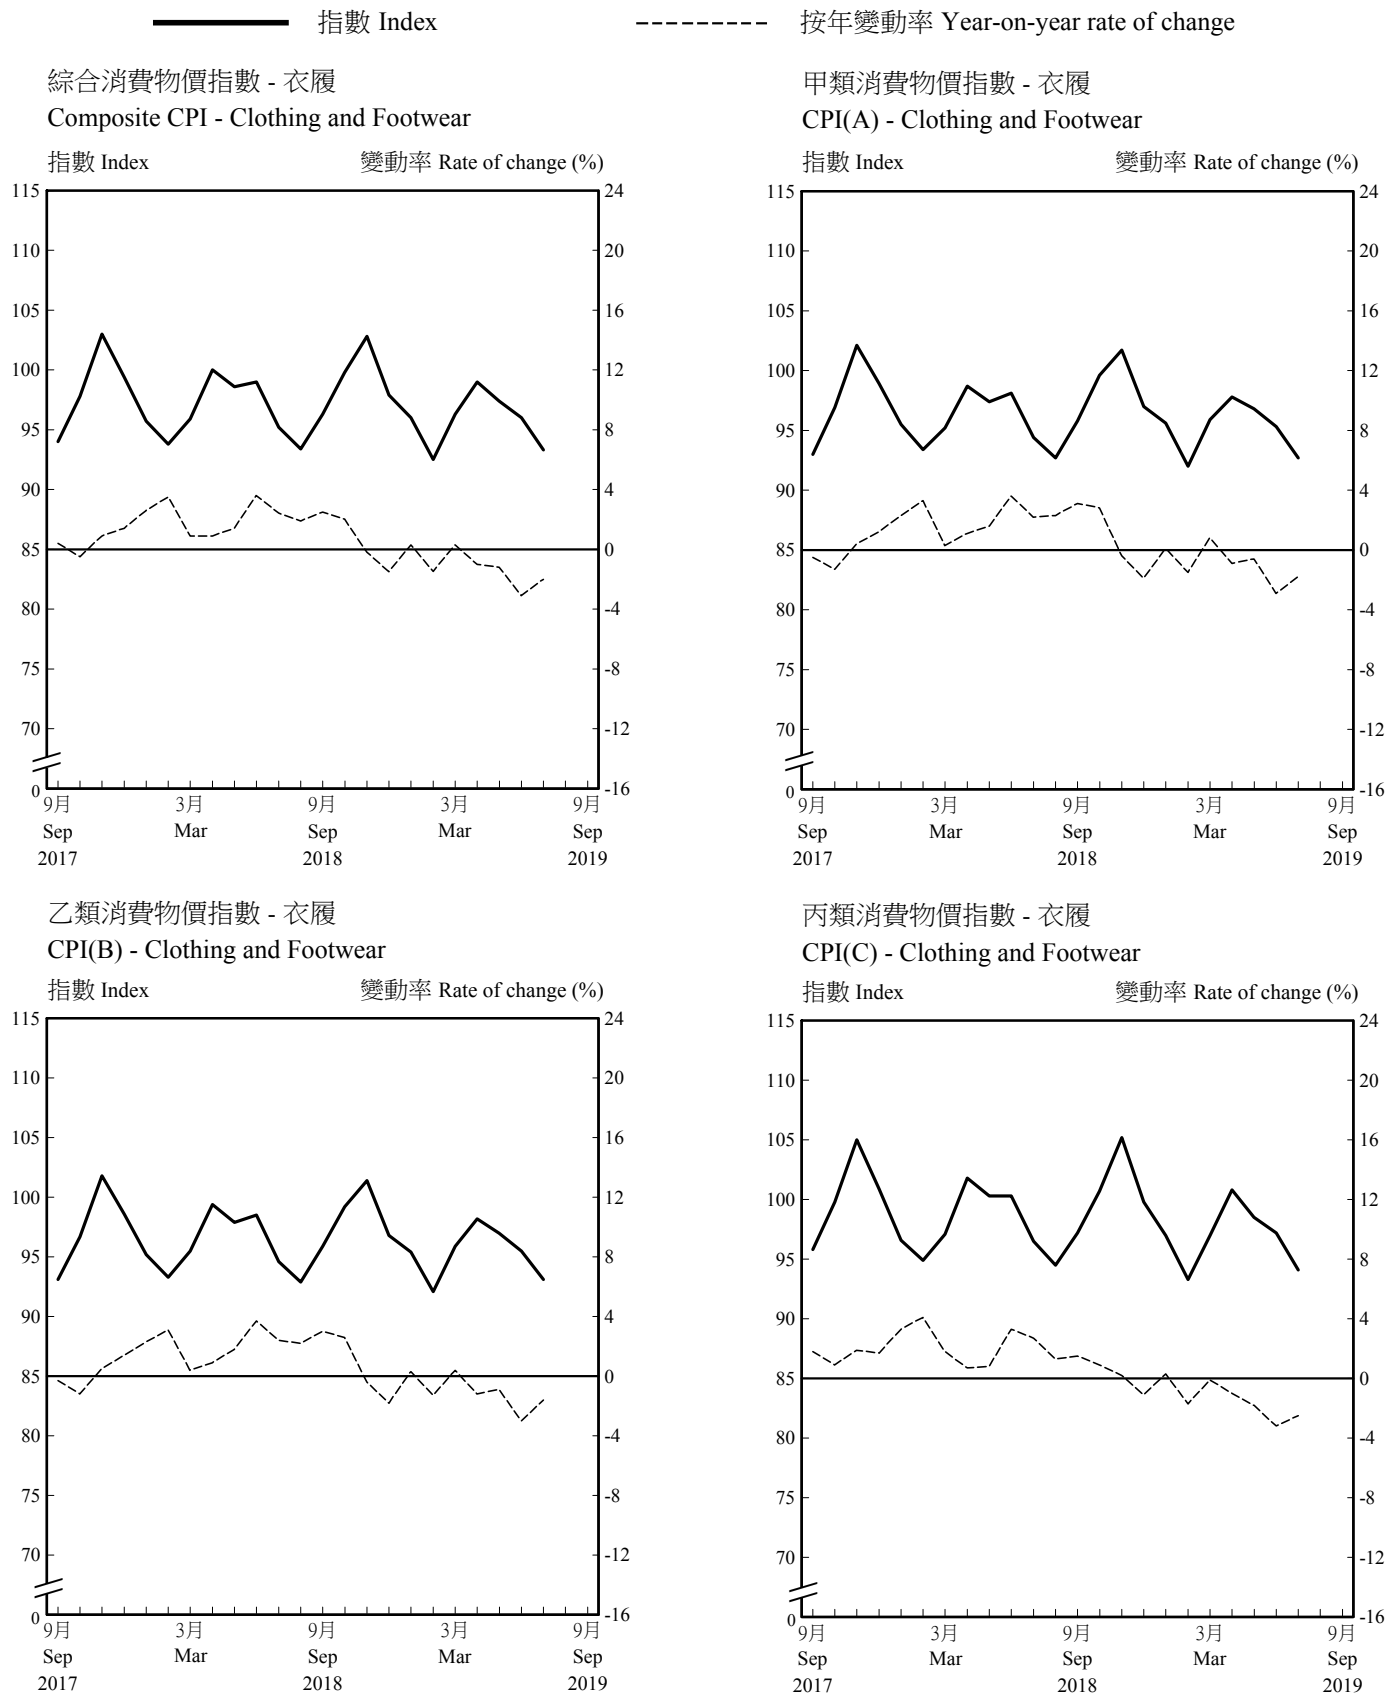 指數 Index
按年變動率 Year-on-year rate of change
綜合消費物價指數 - 衣履
Composite CPI - Clothing and Footwear
指數 Index
變動率 Rate of change (%)
115
110
105
100
95
90
85
80
75
70
0
24
20
16
12
8
4
0
-4
-8
-12
-16
9月 3月 9月 3月 9月
Sep Mar Sep Mar Sep
2017 2018 2019
甲類消費物價指數 - 衣履
CPI(A) - Clothing and Footwear
指數 Index
變動率 Rate of change (%)
115
110
105
100
95
90
85
80
75
70
0
24
20
16
12
8
4
0
-4
-8
-12
-16
9月 3月 9月 3月 9月
Sep Mar Sep Mar Sep
2017 2018 2019
乙類消費物價指數 - 衣履
CPI(B) - Clothing and Footwear
指數 Index
變動率 Rate of change (%)
115
110
105
100
95
90
85
80
75
70
0
24
20
16
12
8
4
0
-4
-8
-12
-16
9月 3月 9月 3月 9月
Sep Mar Sep Mar Sep
2017 2018 2019
丙類消費物價指數 - 衣履
CPI(C) - Clothing and Footwear
指數 Index
變動率 Rate of change (%)
115
110
105
100
95
90
85
80
75
70
0
24
20
16
12
8
4
0
-4
-8
-12
-16
9月 3月 9月 3月 9月
Sep Mar Sep Mar Sep
2017 2018 2019